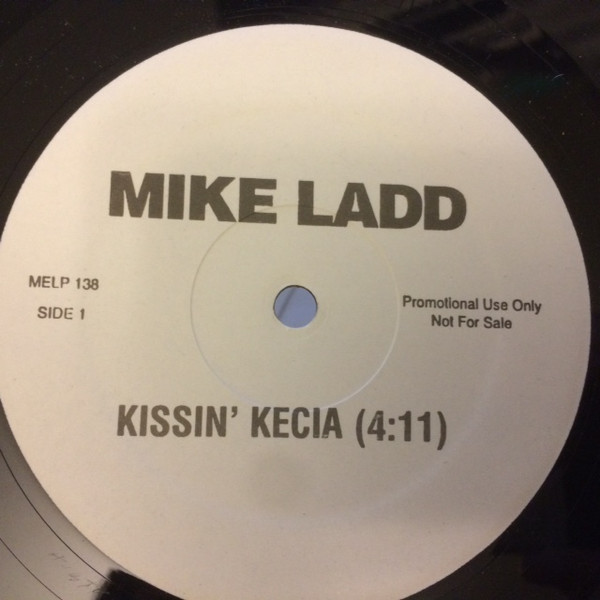 MIKE LADD
MELP 138
SIDE 1
Promotional Use Only
Not For Sale
KISSIN' KECIA (4:11)